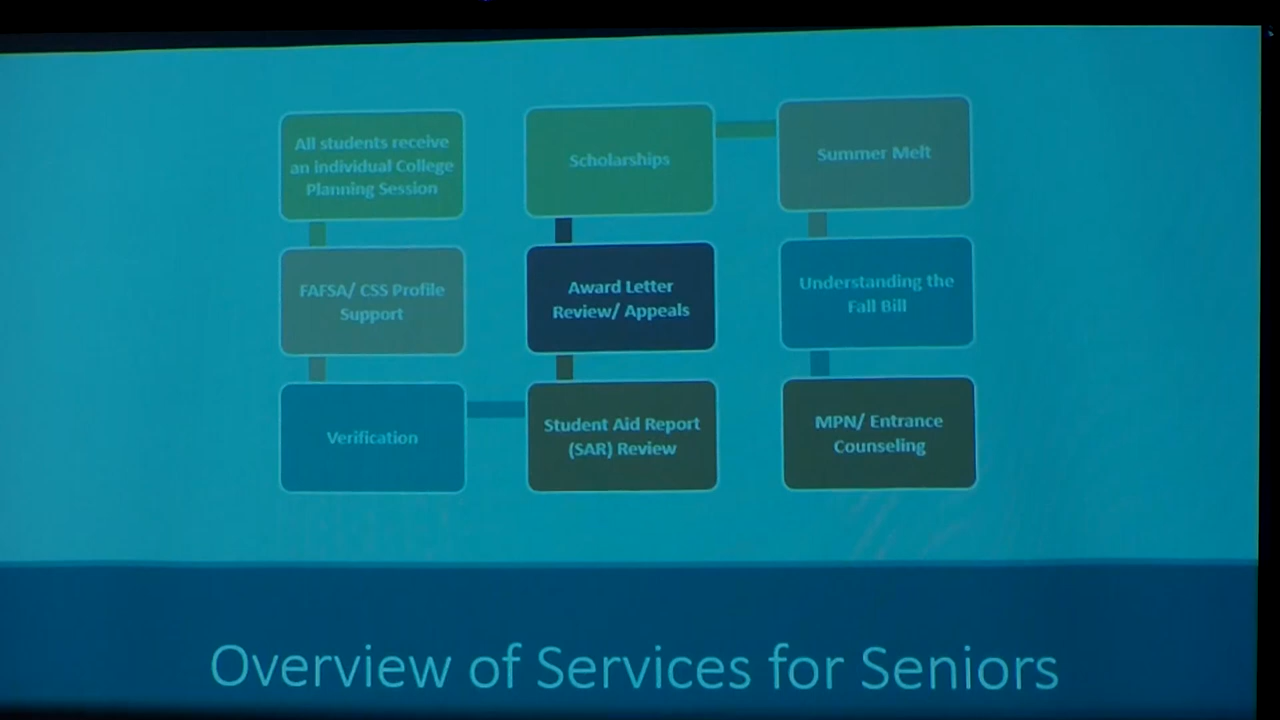 All students receive
an individual College
Planning Session
FAFSA/ CSS Profile
Support
Verification
Student Aid Report
(SAR) Review
Award Letter
Review/ Appeals
Scholarships
Summer Melt
Understanding the
Fall Bill
MPN/ Entrance
Counseling
Overview of Services for Seniors